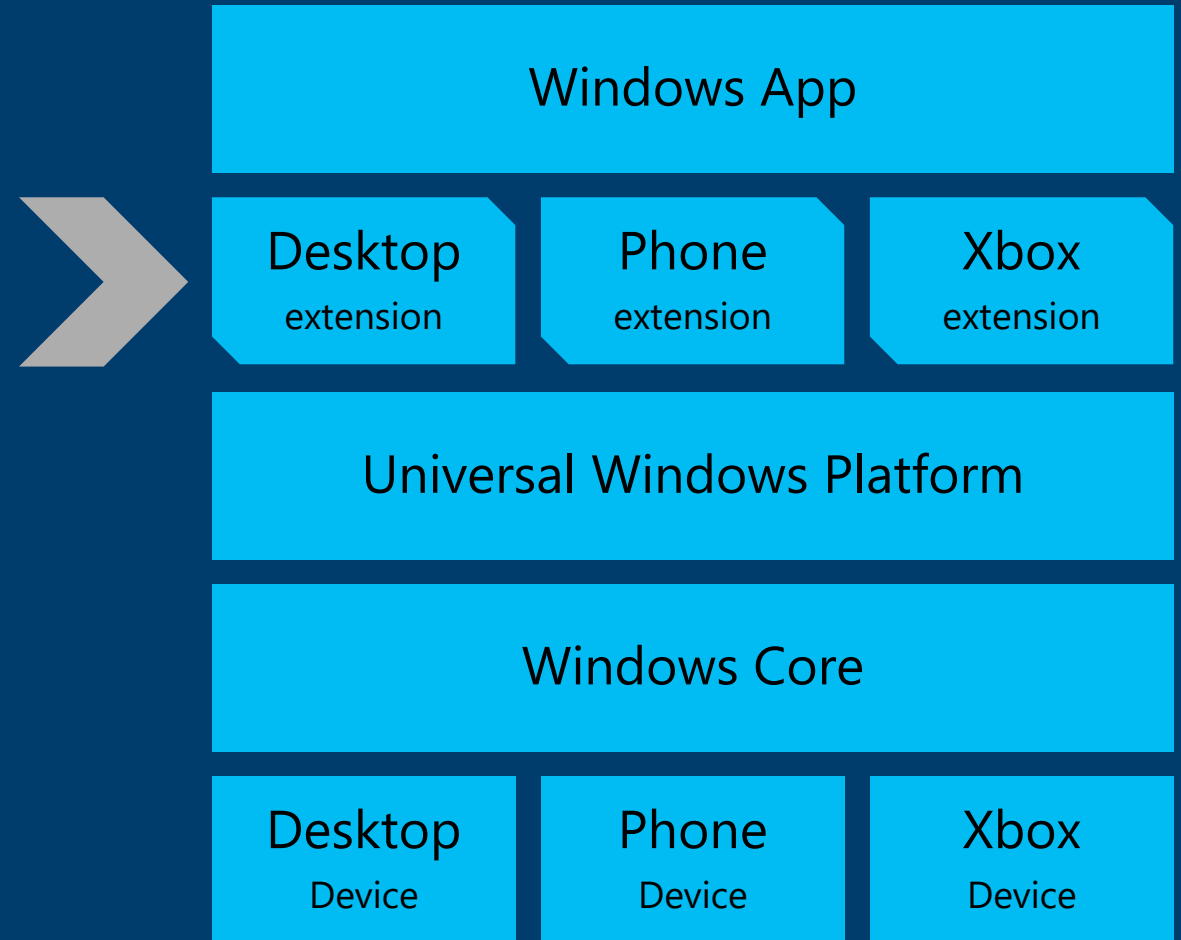 Windows App
Desktop
extension
Phone
extension
Xbox
extension
Universal Windows Platform
Windows Core
Desktop
Device
Phone
Device
Xbox
Device